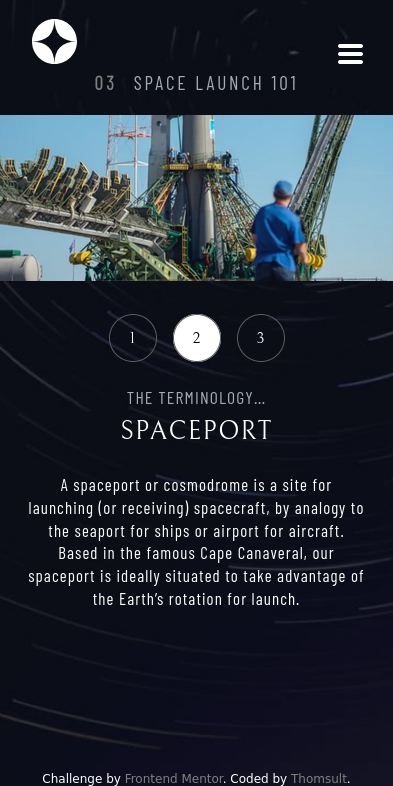 03 SPACE LAUNCH 101
1 2 3
THE TERMINOLOGY...
SPACEPORT
A spaceport or cosmodrome is a site for
launching (or receiving) spacecraft, by analogy to
the seaport for ships or airport for aircraft.
Based in the famous Cape Canaveral, our
spaceport is ideally situated to take advantage of
the Earth’s rotation for launch.
Challenge by Frontend Mentor. Coded by Thomsult.